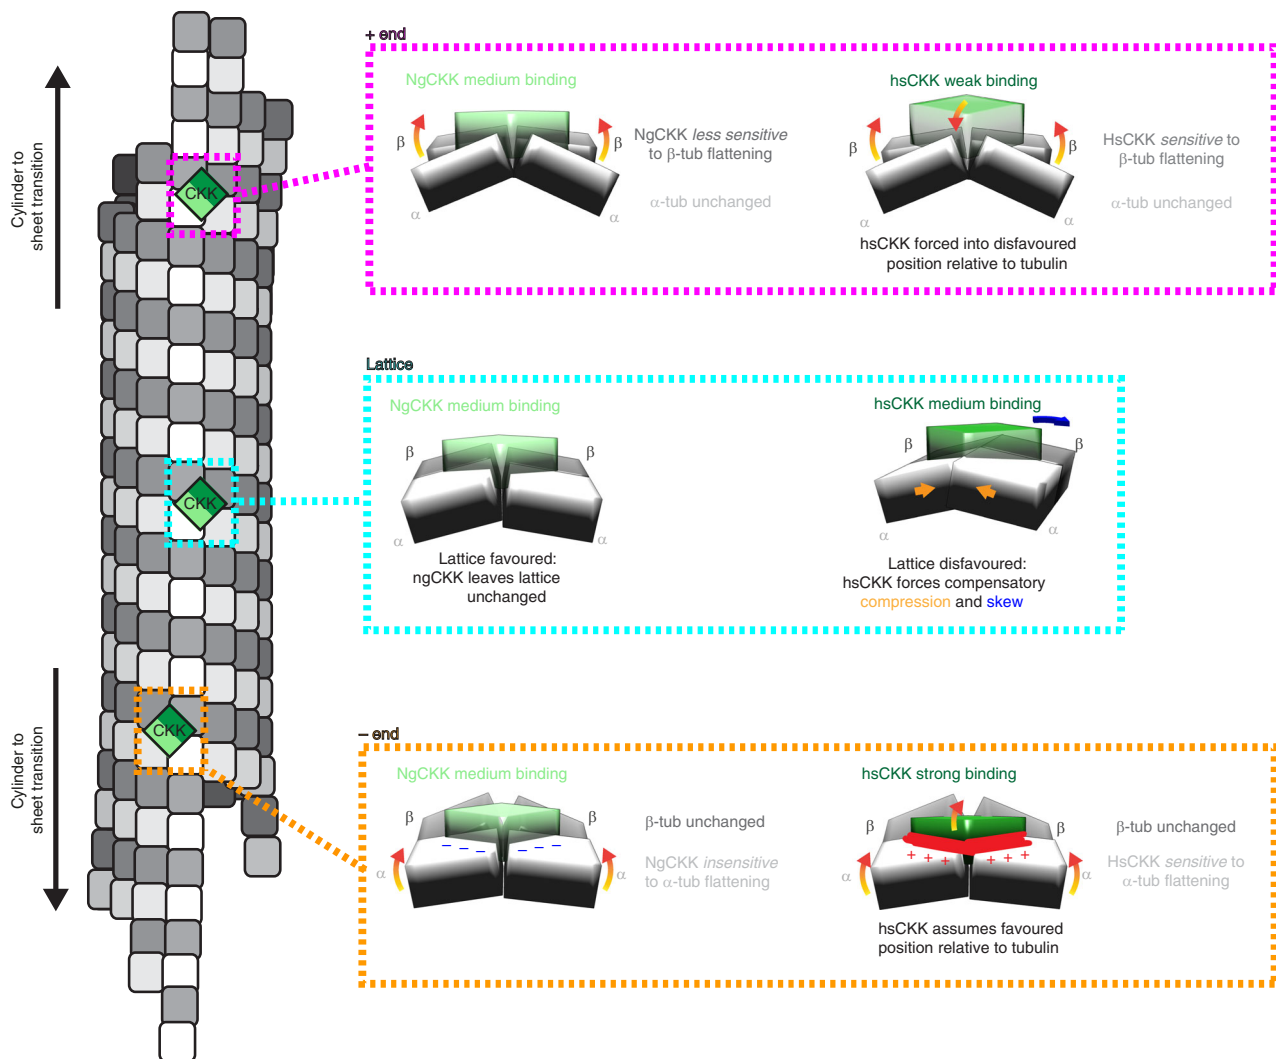 + end
NgCKK medium binding
hsCKK weak binding
β
β
NgCKK less sensitive
to β-tub flattening
α-tub unchanged
α
α
β
β
HsCKK sensitive to
β-tub flattening
α-tub unchanged
α
α
hsCKK forced into disfavoured
position relative to tubulin
Cylinder to
sheet transition
CKK
Lattice
NgCKK medium binding
hsCKK medium binding
β
β
α
α
Lattice favoured:
ngCKK leaves lattice
unchanged
β
β
α
α
Lattice disfavoured:
hsCKK forces compensatory
compression and skew
CKK
Cylinder to
sheet transition
CKK
− end
NgCKK medium binding
hsCKK strong binding
β
β
− − − − − −
α
α
β-tub unchanged
NgCKK insensitive
to α-tub flattening
β
β
+ + + + + +
α
α
β-tub unchanged
HsCKK sensitive to
α-tub flattening
hsCKK assumes favoured
position relative to tubulin